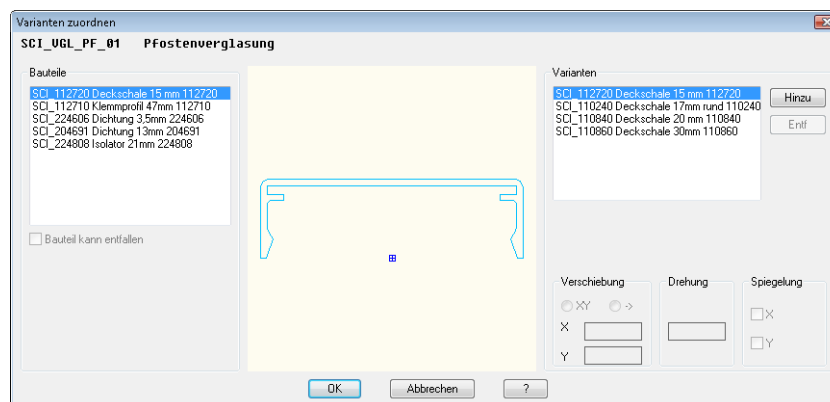 Varianten zuordnen
SCI_VGL_PF_01 Pfostenverglasung
Bauteile
SCI_112720 Deckschale 15 mm 112720
SCI_112710 Klemmprofil 47mm 112710
SCI_224606 Dichtung 3,5mm 224606
SCI_204691 Dichtung 13mm 204691
SCI_224808 Isolator 21mm 224808
Bauteil kann entfallen
Varianten
SCI_112720 Deckschale 15 mm 112720
SCI_110240 Deckschale 17mm rund 110240
SCI_110840 Deckschale 20 mm 110840
SCI_110860 Deckschale 30mm 110860
Hinzu
Entf
Verschiebung
XY ->
X
Y
Drehung
Spiegelung
X
Y
OK Abbrechen ?